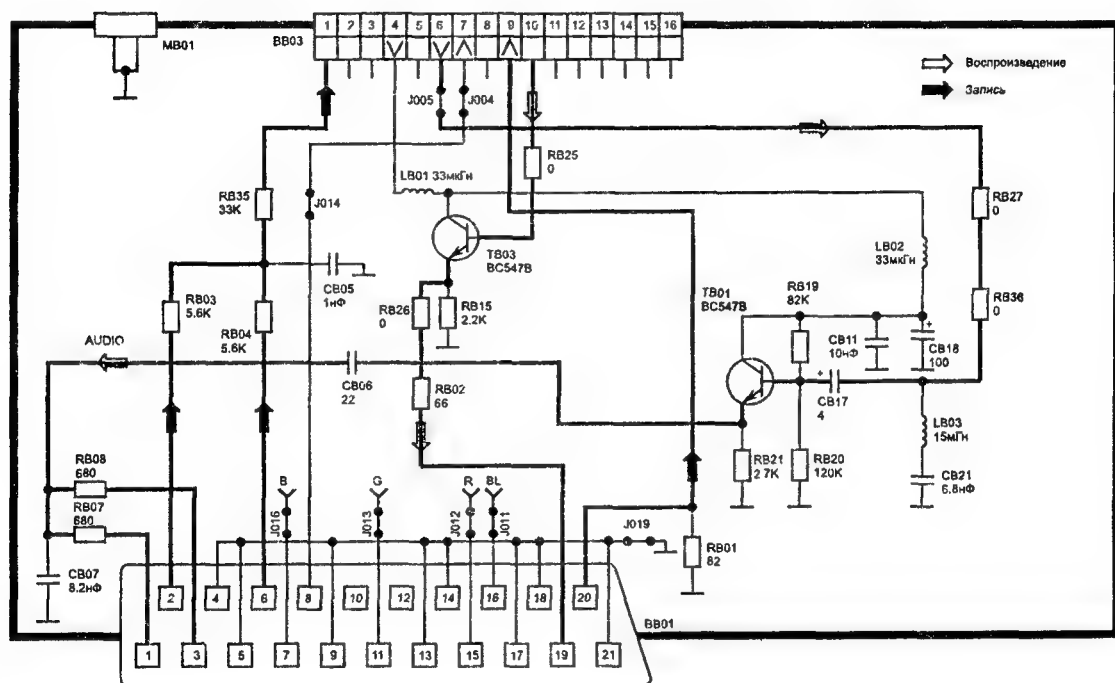 MB01
BB03
1 2 3 4 5 6 7 8 9 10 11 12 13 14 15 16
Воспроизведение
Запись
J005
J004
RB25
0
LB01 33мкГн
RB35
33K
J014
RB27
0
TB03
BC547B
LB02
33мкГн
CB05
1нФ
RB03
5.6K
RB04
5.6K
RB26
0
RB15
2.2K
TB01
BC547B
RB19
82K
RB36
0
AUDIO
CB11
10нФ
+
CB18
100
CB06
22
RB02
66
+
CB17
4
LB03
15мГн
RB08
680
RB07
680
B
G
R
BL
RB21
2.7K
RB20
120K
CB21
6.8нФ
J016
J013
J012
J011
J019
RB01
82
CB07
8.2нФ
2 4 6 8 10 12 14 16 18 20
BB01
1 3 5 7 9 11 13 15 17 19 21